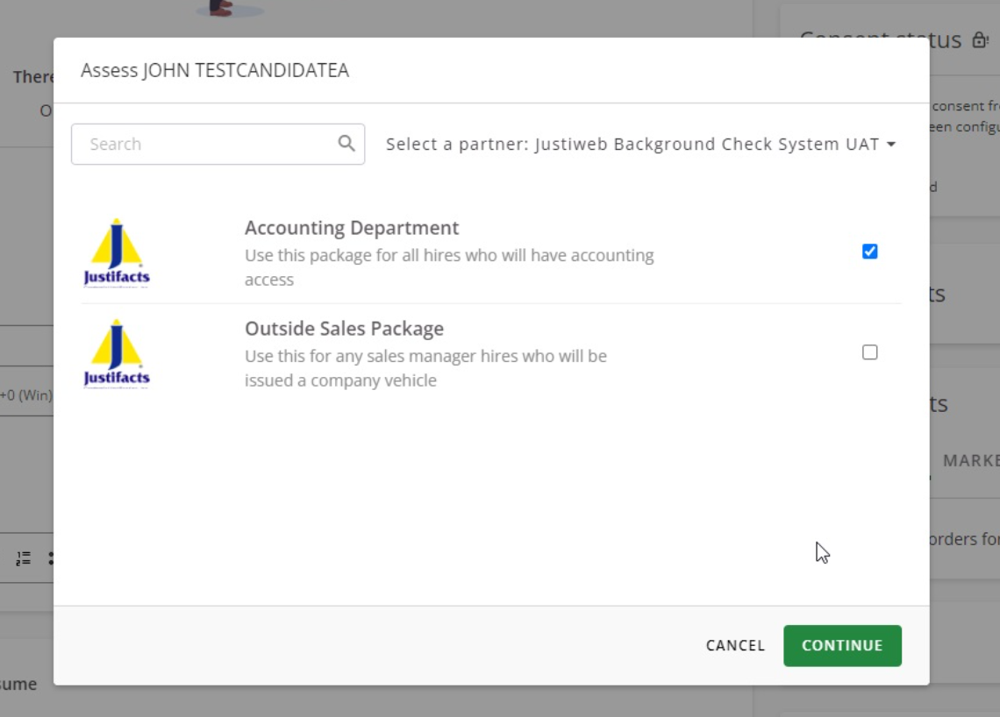 Consent status
Assess JOHN TESTCANDIDATEA
There
O
consent fr
een configu
Search
Select a partner: Justiweb Background Check System UAT
d
Accounting Department
Use this package for all hires who will have accounting
access
Justifacts
ts
Outside Sales Package
Use this for any sales manager hires who will be
issued a company vehicle
Justifacts
+0 (Win)
ts
MARKE
orders for
CANCEL
CONTINUE
sume